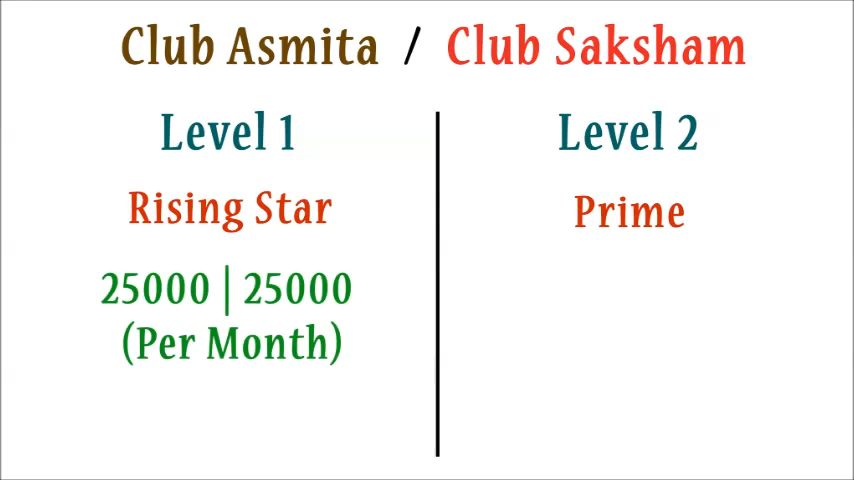 Club Asmita / Club Saksham
Level 1
Rising Star
25000 | 25000
(Per Month)
Level 2
Prime